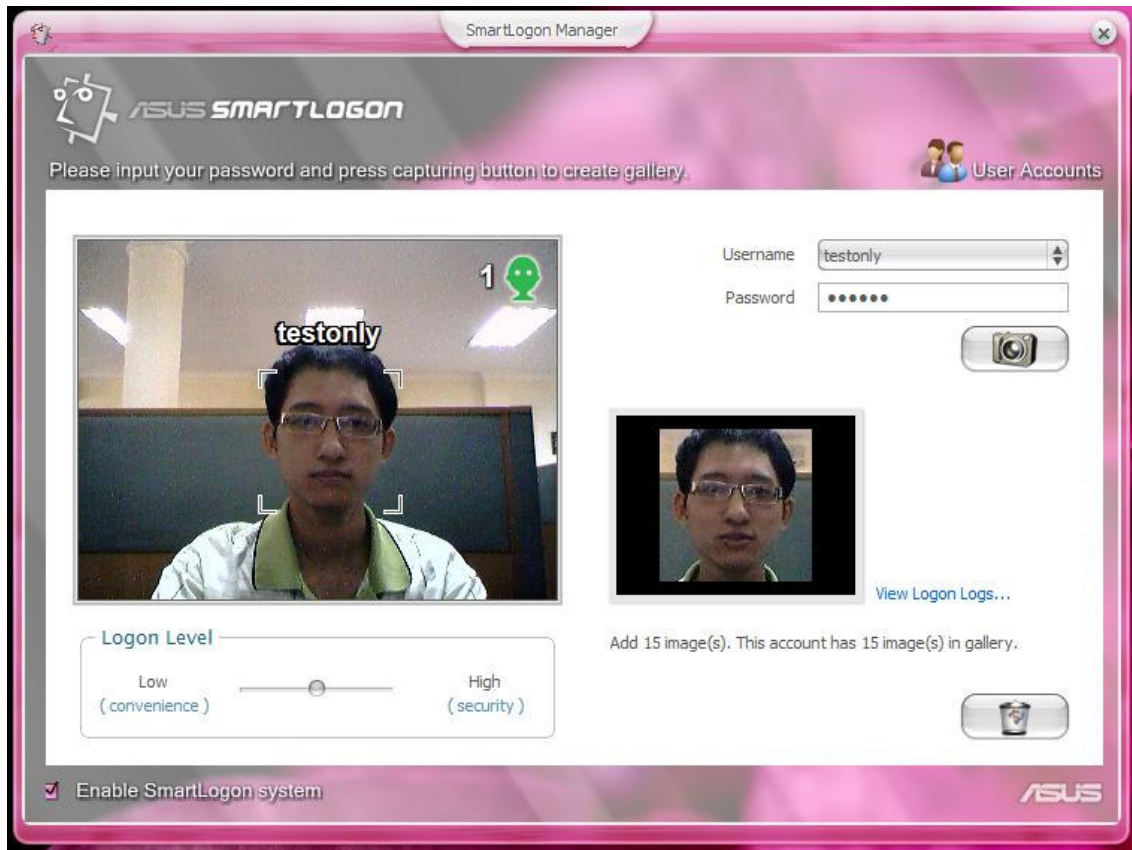 SmartLogon Manager
ASUS SMARTLOGON
Please input your password and press capturing button to create gallery.
User Accounts
1
testonly
Username
testonly
Password
••••••
View Logon Logs...
Add 15 image(s). This account has 15 image(s) in gallery.
Logon Level
Low
High
( convenience )
( security )
Enable SmartLogon system
ASUS